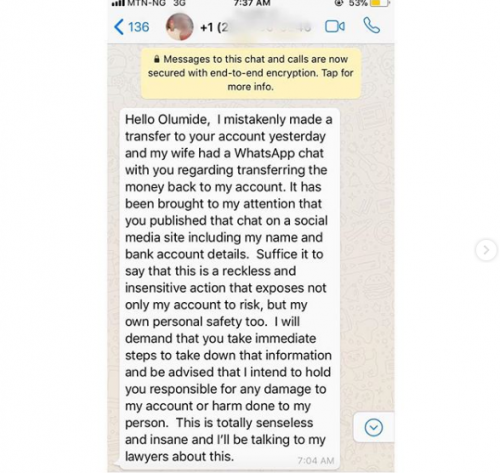 MTN-NG 3G 7:37 AM 53%
136 +1 (2
Messages to this chat and calls are now
secured with end-to-end encryption. Tap for
more info.
Hello Olumide,  I mistakenly made a
transfer to your account yesterday
and my wife had a WhatsApp chat
with you regarding transferring the
money back to my account. It has
been brought to my attention that
you published that chat on a social
media site including my name and
bank account details.  Suffice it to
say that this is a reckless and
insensitive action that exposes not
only my account to risk, but my
own personal safety too.  I will
demand that you take immediate
steps to take down that information
and be advised that I intend to hold
you responsible for any damage to
my account or harm done to my
person.  This is totally senseless
and insane and I'll be talking to my
lawyers about this.
7:04 AM